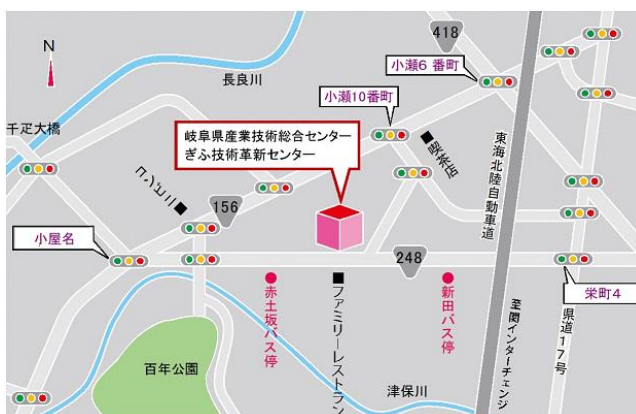 418
N
小瀬6 番町
長良川
小瀬10番町
千疋大橋
岐阜県産業技術総合センター
ぎふ技術革新センター
喫茶店
東海北陸自動車道
コンビニ
156
小屋名
248
栄町4
赤土坂バス停
ファミリーレストラン
新田バス停
至関インターチェンジ
県道17号
百年公園
津保川